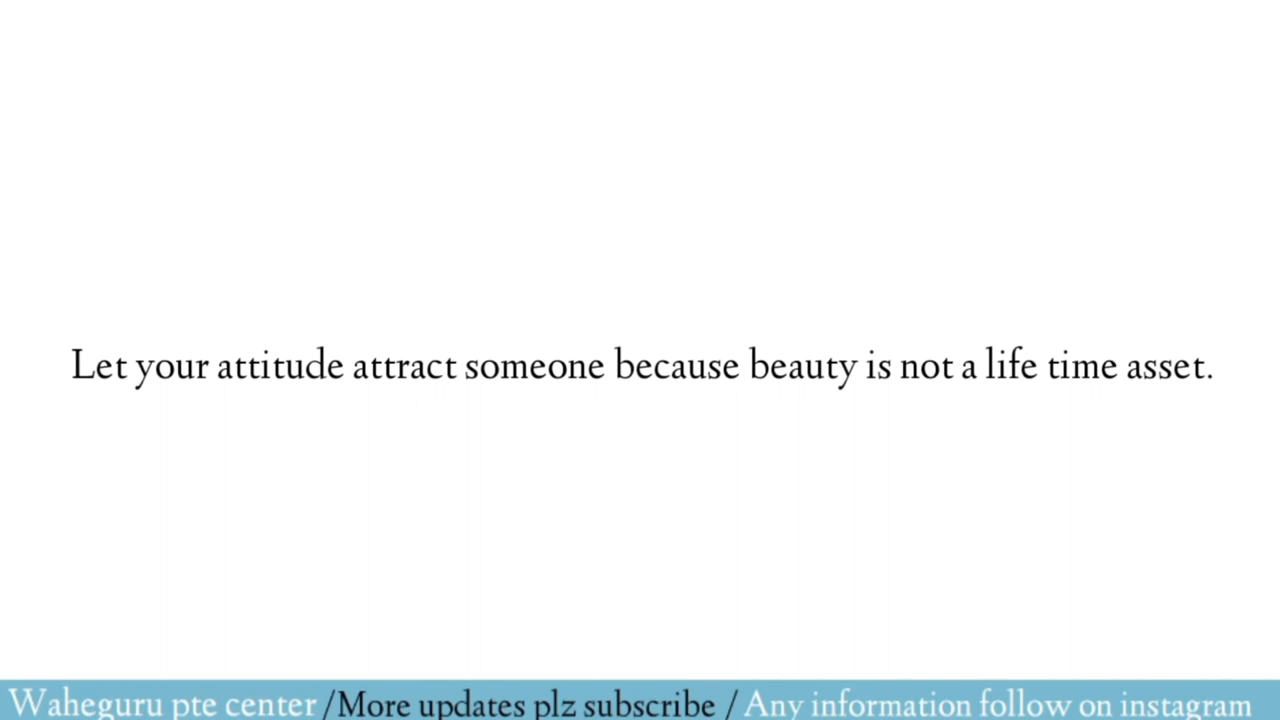 Let your attitude attract someone because beauty is not a life time asset.
Waheguru pte center /More updates plz subscribe / Any information follow on instagram